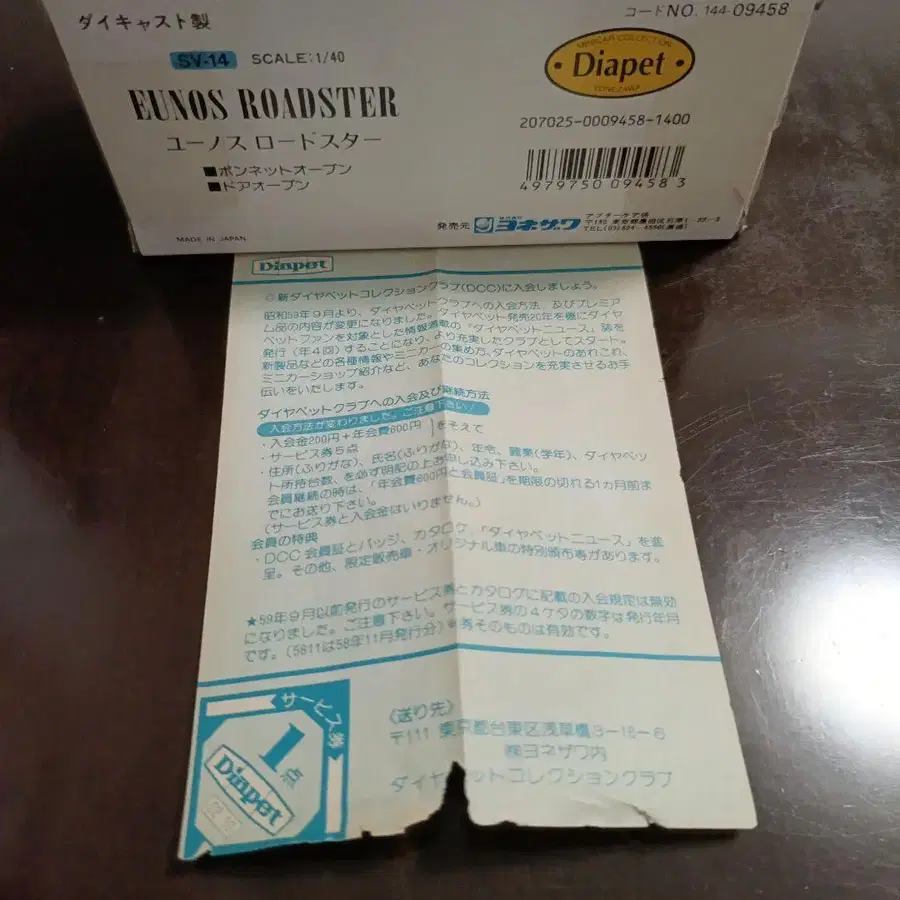 ダイキャスト製
コードNO. 144-09458
SV-14 SCALE:1/40
MINICAR COLLECTION
Diapet
YONEZAWA
EUNOS ROADSTER
ユーノス ロードスター
207025-0009458-1400
■ボンネットオープン
■ドアオープン
4979750 009458 3
発売元 株式会社 ヨネザワ
アフターケア係
MADE IN JAPAN
Diapet
◎新ダイヤペットコレクションクラブ(DCC)に入会しましょう。
昭和59年9月より、ダイヤペットクラブへの入会方法 及びプレミア
ム品の内容が変更になりました。ダイヤペット発売20年を機にダイヤ
ペットファンを対象とした情報満載の「ダイヤペットニュース」誌を
発行（年4回）することになり、より充実したクラブとしてスタート。
新製品などの各種情報やミニカーの集め方、ダイヤペットのあれこれ、
ミニカーショップ紹介など、あなたのコレクションを充実させるお手
伝いをいたします。
ダイヤペットクラブへの入会及び継続方法
入会方法が変わりました。ご注意下さい！
・入会金200円＋年会費600円
・サービス券5点 をそえて
・住所(ふりがな)、氏名(ふりがな)、年令、職業(学年)、ダイヤペッ
ト所持台数、を必ず明記の上お申し込み下さい。
会員継続の時は、「年会費600円と会員証」を期限の切れる1カ月前ま
でにお送り下さい。
(サービス券と入会金はいりません。)
会員の特典
・DCC会員証とバッジ、カタログ、「ダイヤペットニュース」を進
呈。その他、限定販売車・オリジナル車の特別頒布等があります。
★59年9月以前発行のサービス券とカタログに記載の入会規定は無効
になりました。ご注意下さい。サービス券の4ケタの数字は発行年月
です。(5811は58年11月発行分) 券そのものは有効です。
サービス券
1点
Diapet
〈送り先〉
〒111 東京都台東区浅草橋3-16-6
㈱ヨネザワ内
ダイヤペットコレクションクラブ